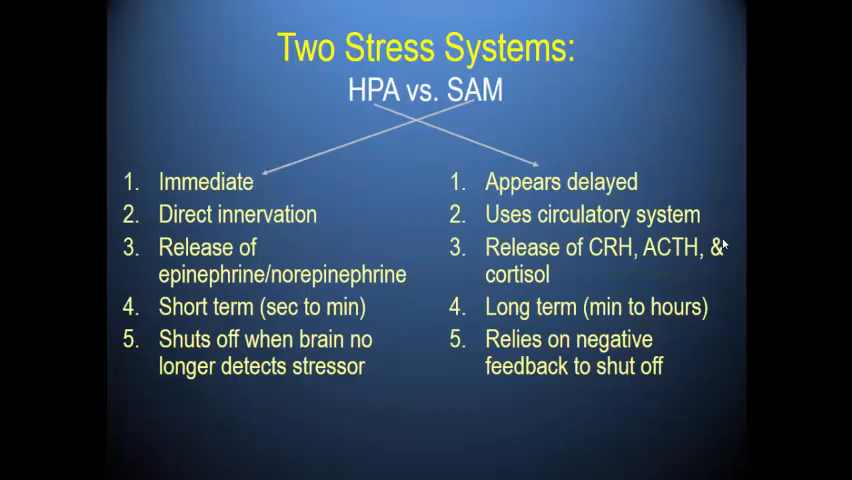 Two Stress Systems:
HPA vs. SAM
1. Immediate
2. Direct innervation
3. Release of
epinephrine/norepinephrine
4. Short term (sec to min)
5. Shuts off when brain no
longer detects stressor
1. Appears delayed
2. Uses circulatory system
3. Release of CRH, ACTH, &
cortisol
4. Long term (min to hours)
5. Relies on negative
feedback to shut off